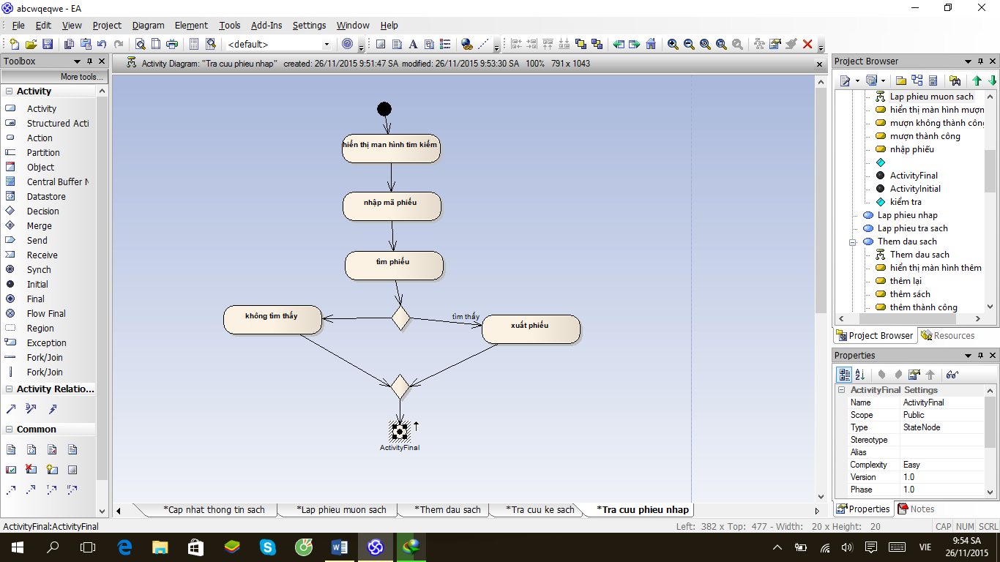 abcwqeqwe - EA
File Edit View Project Diagram Element Tools Add-Ins Settings Window Help
<default>
Toolbox
More tools...
Activity
Activity
Structured Acti
Action
Partition
Object
Central Buffer N
Datastore
Decision
Merge
Send
Receive
Synch
Initial
Final
Flow Final
Region
Exception
Fork/Join
Fork/Join
Activity Relatio...
Common
Activity Diagram: "Tra cuu phieu nhap" created: 26/11/2015 9:51:47 SA modified: 26/11/2015 9:53:30 SA 100% 791 x 1043
hiển thị man hình tìm kiếm
nhập mã phiếu
tìm phiếu
không tìm thấy
tìm thấy
xuất phiếu
ActivityFinal
*Cap nhat thong tin sach *Lap phieu muon sach *Them dau sach *Tra cuu ke sach *Tra cuu phieu nhap
Project Browser
Lap phieu muon sach
hiển thị màn hình mượn
mượn không thành công
mượn thành công
nhập phiếu
ActivityFinal
ActivityInitial
kiểm tra
Lap phieu nhap
Lap phieu tra sach
Them dau sach
Them dau sach
hiển thị màn hình thêm
thêm lại
thêm sách
thêm thành công
Project Browser Resources
Properties
ActivityFinal Settings
Name ActivityFinal
Scope Public
Type StateNode
Stereotype
Alias
Complexity Easy
Version 1.0
Phase 1.0
Properties Notes
ActivityFinal:ActivityFinal
Left: 382 x Top: 477 - Width: 20 x Height: 20
CAP NUM SCRL
VIE
9:54 SA
26/11/2015